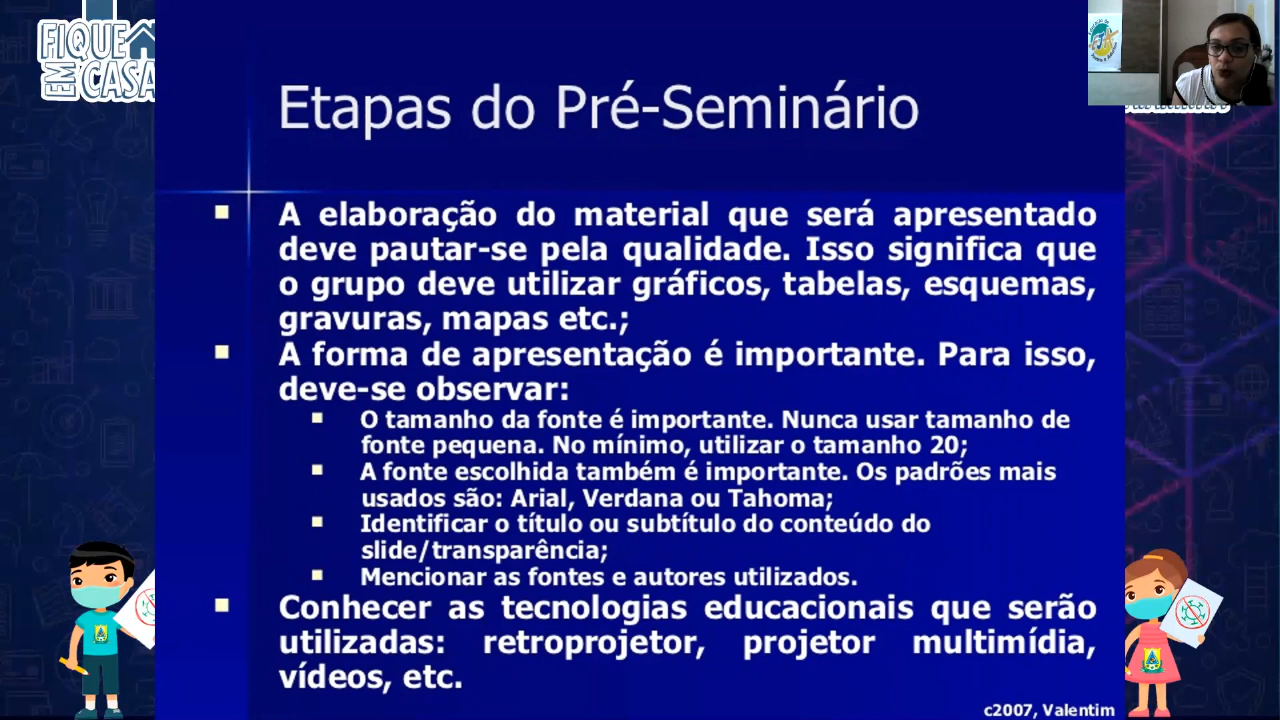 FIQUE
EM CASA
Etapas do Pré-Seminário
A elaboração do material que será apresentado
deve pautar-se pela qualidade. Isso significa que
o grupo deve utilizar gráficos, tabelas, esquemas,
gravuras, mapas etc.;
A forma de apresentação é importante. Para isso,
deve-se observar:
O tamanho da fonte é importante. Nunca usar tamanho de
fonte pequena. No mínimo, utilizar o tamanho 20;
A fonte escolhida também é importante. Os padrões mais
usados são: Arial, Verdana ou Tahoma;
Identificar o título ou subtítulo do conteúdo do
slide/transparência;
Mencionar as fontes e autores utilizados.
Conhecer as tecnologias educacionais que serão
utilizadas: retroprojetor, projetor multimídia,
vídeos, etc.
c2007, Valentim